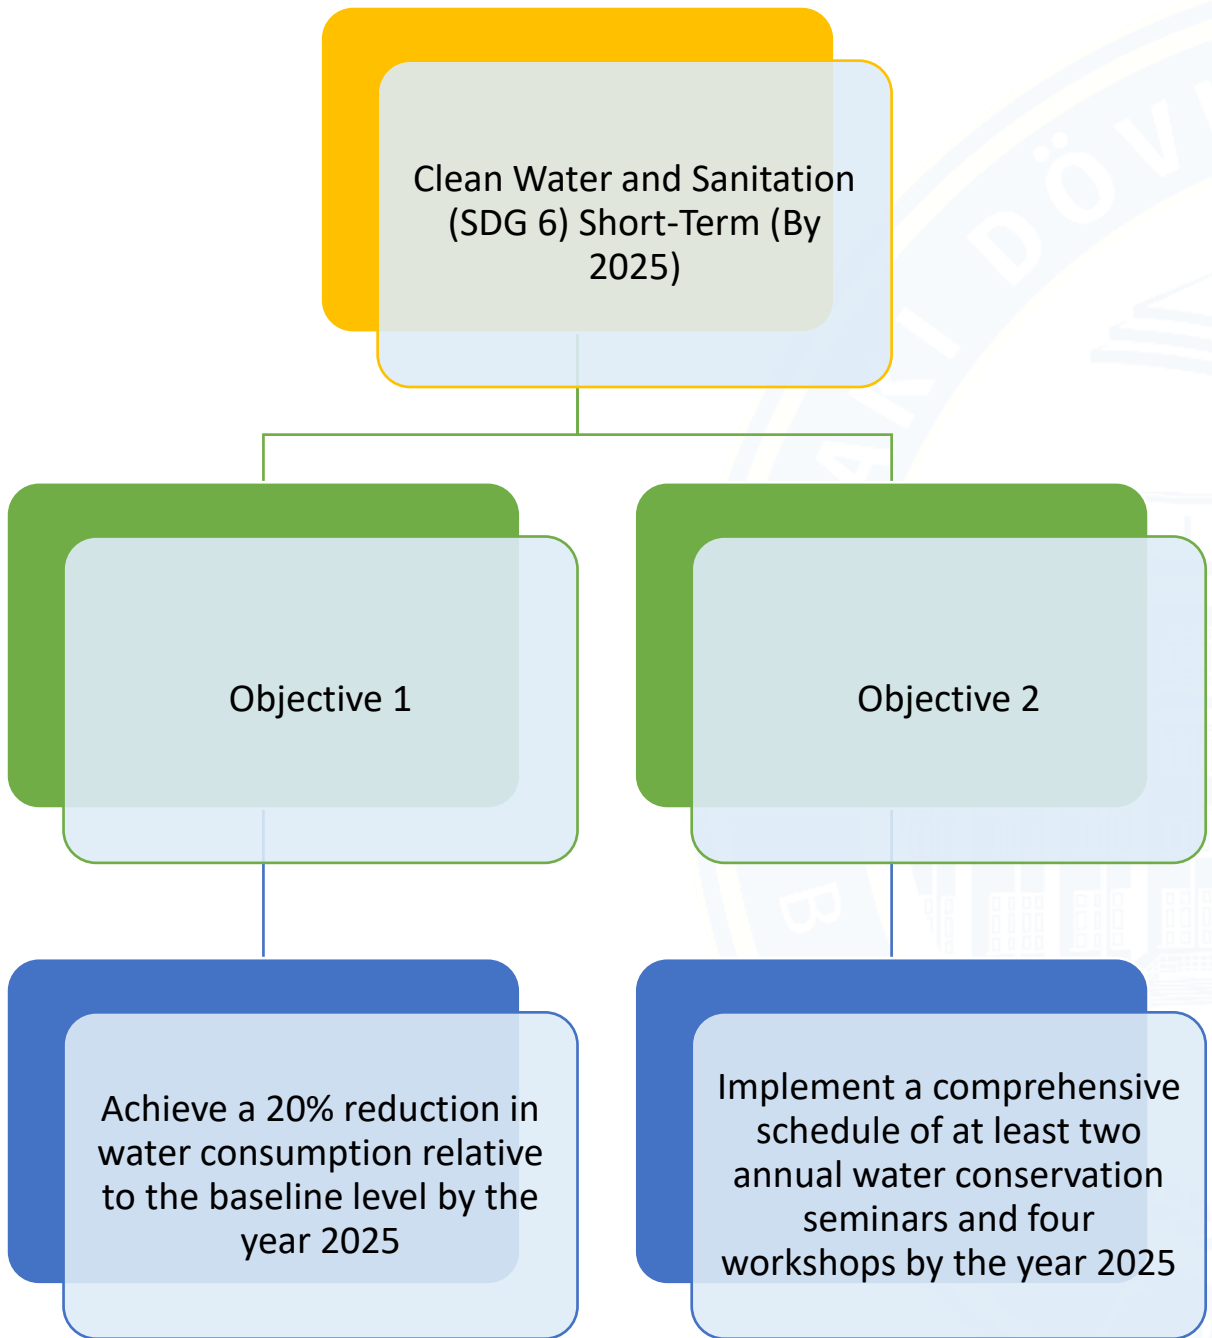 Clean Water and Sanitation
(SDG 6) Short-Term (By
2025)
Objective 1
Objective 2
Achieve a 20% reduction in
water consumption relative
to the baseline level by the
year 2025
Implement a comprehensive
schedule of at least two
annual water conservation
seminars and four
workshops by the year 2025
B
AKI DÖV